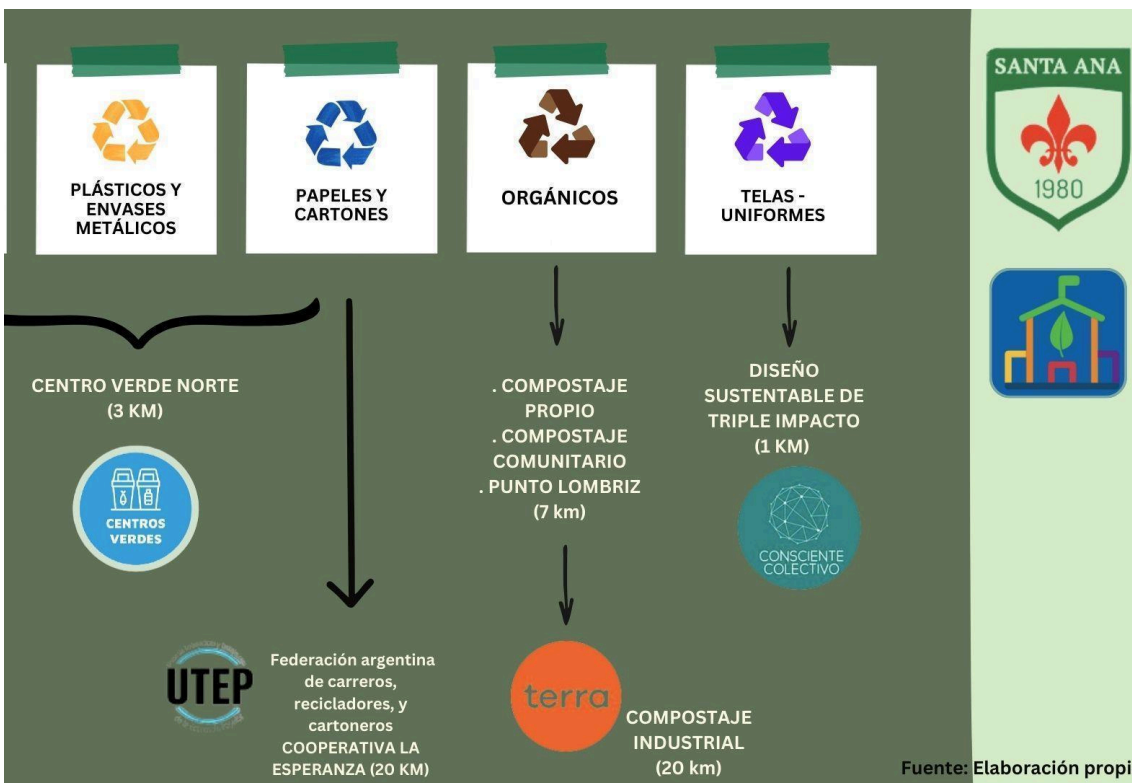 PLÁSTICOS Y
ENVASES
METÁLICOS
PAPELES Y
CARTONES
ORGÁNICOS
TELAS -
UNIFORMES
SANTA ANA
1980
CENTRO VERDE NORTE
(3 KM)
CENTROS
VERDES
. COMPOSTAJE
PROPIO
. COMPOSTAJE
COMUNITARIO
. PUNTO LOMBRIZ
(7 km)
DISEÑO
SUSTENTABLE DE
TRIPLE IMPACTO
(1 KM)
CONSCIENTE
COLECTIVO
UTEP
Federación argentina
de carreros,
recicladores, y
cartoneros
COOPERATIVA LA
ESPERANZA (20 KM)
terra
COMPOSTAJE
INDUSTRIAL
(20 km)
Fuente: Elaboración propi